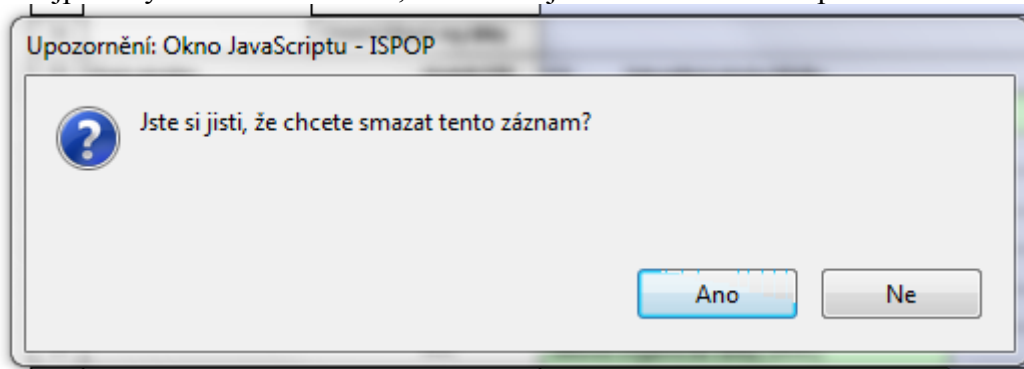 Upozornění: Okno JavaScriptu - ISPOP
Jste si jisti, že chcete smazat tento záznam?
Ano
Ne